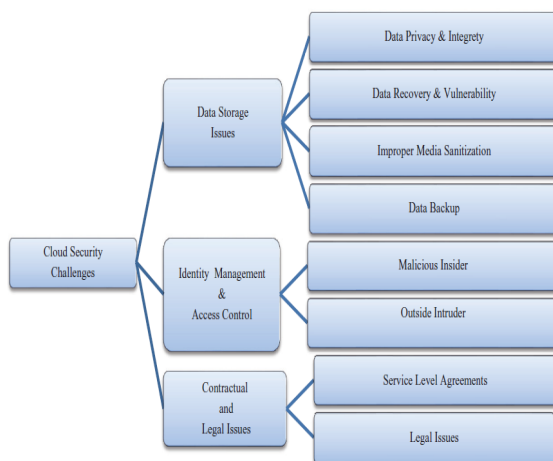 Cloud Security
Challenges
Data Storage
Issues
Data Privacy & Integrety
Data Recovery & Vulnerability
Improper Media Sanitization
Data Backup
Identity Management
&
Access Control
Malicious Insider
Outside Intruder
Contractual
and
Legal Issues
Service Level Agreements
Legal Issues